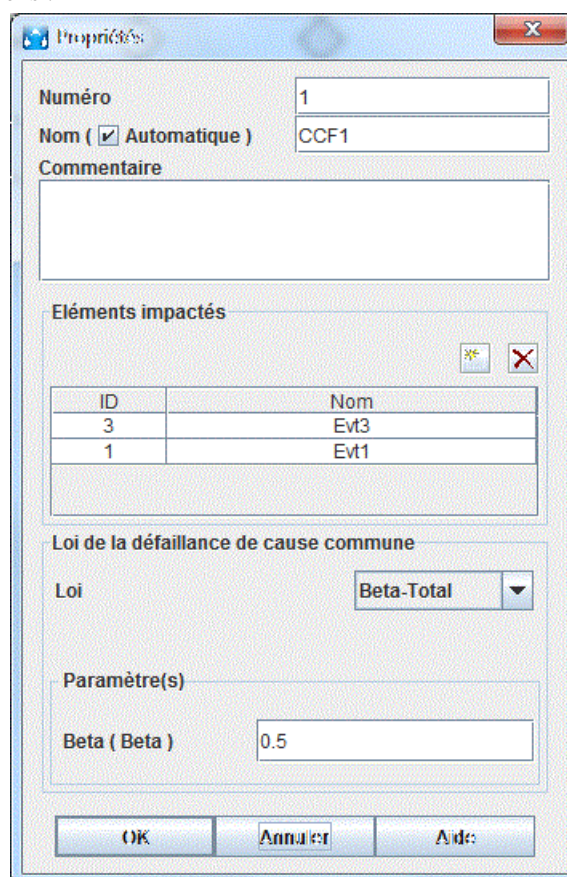 Propriétés
Numéro 1
Nom ( Automatique ) CCF1
Commentaire
Eléments impactés
ID Nom
3 Evt3
1 Evt1
Loi de la défaillance de cause commune
Loi Beta-Total
Paramètre(s)
Beta ( Beta ) 0.5
OK Annuler Aide